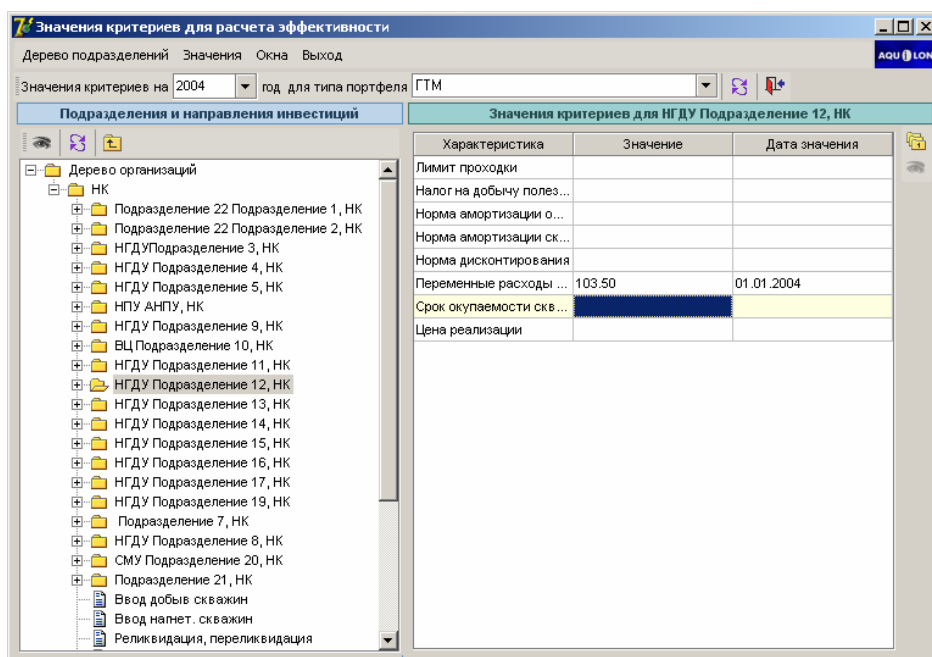 Значения критериев для расчета эффективности
Дерево подразделений Значения Окна Выход
AQUILON
Значения критериев на 2004 год для типа портфеля ГТМ
Подразделения и направления инвестиций
Значения критериев для НГДУ Подразделение 12, НК
Характеристика Значение Дата значения
Лимит проходки
Налог на добычу полез...
Норма амортизации о...
Норма амортизации ск...
Норма дисконтирования
Переменные расходы ... 103.50 01.01.2004
Срок окупаемости скв...
Цена реализации
Дерево организаций
НК
Подразделение 22 Подразделение 1, НК
Подразделение 22 Подразделение 2, НК
НГДУПодразделение 3, НК
НГДУ Подразделение 4, НК
НГДУ Подразделение 5, НК
НПУ АНПУ, НК
НГДУ Подразделение 9, НК
ВЦ Подразделение 10, НК
НГДУ Подразделение 11, НК
НГДУ Подразделение 12, НК
НГДУ Подразделение 13, НК
НГДУ Подразделение 14, НК
НГДУ Подразделение 15, НК
НГДУ Подразделение 16, НК
НГДУ Подразделение 17, НК
НГДУ Подразделение 19, НК
Подразделение 7, НК
НГДУ Подразделение 8, НК
СМУ Подразделение 20, НК
Подразделение 21, НК
Ввод добыв скважин
Ввод нагнет. скважин
Реликвидация, переликвидация